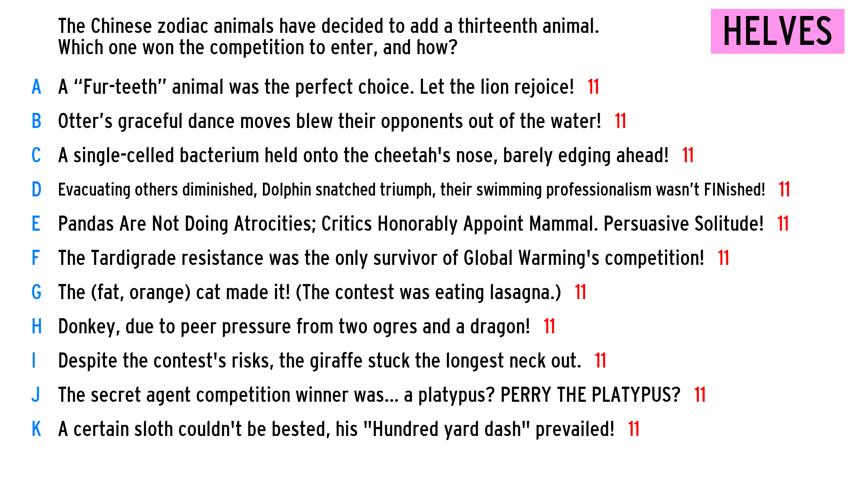 The Chinese zodiac animals have decided to add a thirteenth animal.
Which one won the competition to enter, and how?
HELVES
A A “Fur-teeth” animal was the perfect choice. Let the lion rejoice! 11
B Otter’s graceful dance moves blew their opponents out of the water! 11
C A single-celled bacterium held onto the cheetah's nose, barely edging ahead! 11
D Evacuating others diminished, Dolphin snatched triumph, their swimming professionalism wasn’t FINished! 11
E Pandas Are Not Doing Atrocities; Critics Honorably Appoint Mammal. Persuasive Solitude! 11
F The Tardigrade resistance was the only survivor of Global Warming's competition! 11
G The (fat, orange) cat made it! (The contest was eating lasagna.) 11
H Donkey, due to peer pressure from two ogres and a dragon! 11
I Despite the contest's risks, the giraffe stuck the longest neck out. 11
J The secret agent competition winner was... a platypus? PERRY THE PLATYPUS? 11
K A certain sloth couldn't be bested, his "Hundred yard dash" prevailed! 11